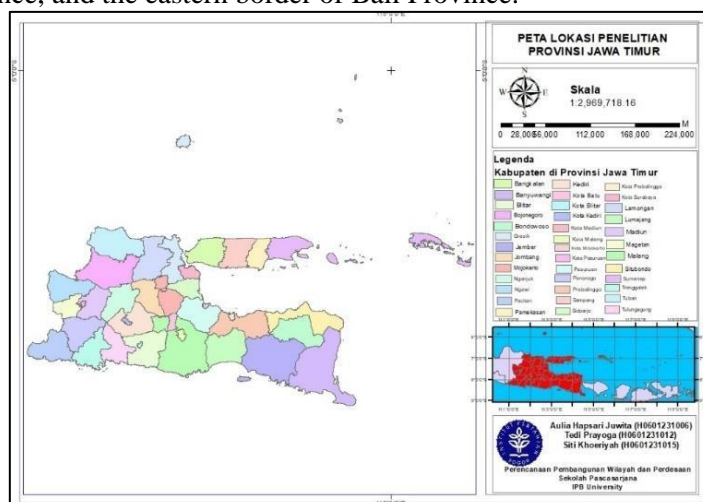 nce, and the eastern border of Bali Province.
PETA LOKASI PENELITIAN
PROVINSI JAWA TIMUR
N
W E
S
Skala
1:2,969,718.16
M
0 28,000 56,000 112,000 168,000 224,000
Legenda
Kabupaten di Provinsi Jawa Timur
Bangkalan
Banyuwangi
Blitar
Bojonegoro
Bondowoso
Gresik
Jember
Jombang
Mojokerto
Nganjuk
Ngawi
Pacitan
Pamekasan
Kediri
Kota Batu
Kota Blitar
Kota Kediri
Kota Madiun
Kota Malang
Kota Mojokerto
Kota Pasuruan
Pasuruan
Ponorogo
Probolinggo
Sampang
Sidoarjo
Kota Probolinggo
Kota Surabaya
Lamongan
Lumajang
Madiun
Magetan
Malang
Situbondo
Sumenep
Trenggalek
Tuban
Tulungagung
Aulia Hapsari Juwita (H0601231006)
Tedi Prayoga (H0601231012)
Siti Khoeriyah (H0601231015)
Perencanaan Pembangunan Wilayah dan Perdesaan
Sekolah Pascasarjana
IPB University
INSTITUT PERTANIAN
BOGOR